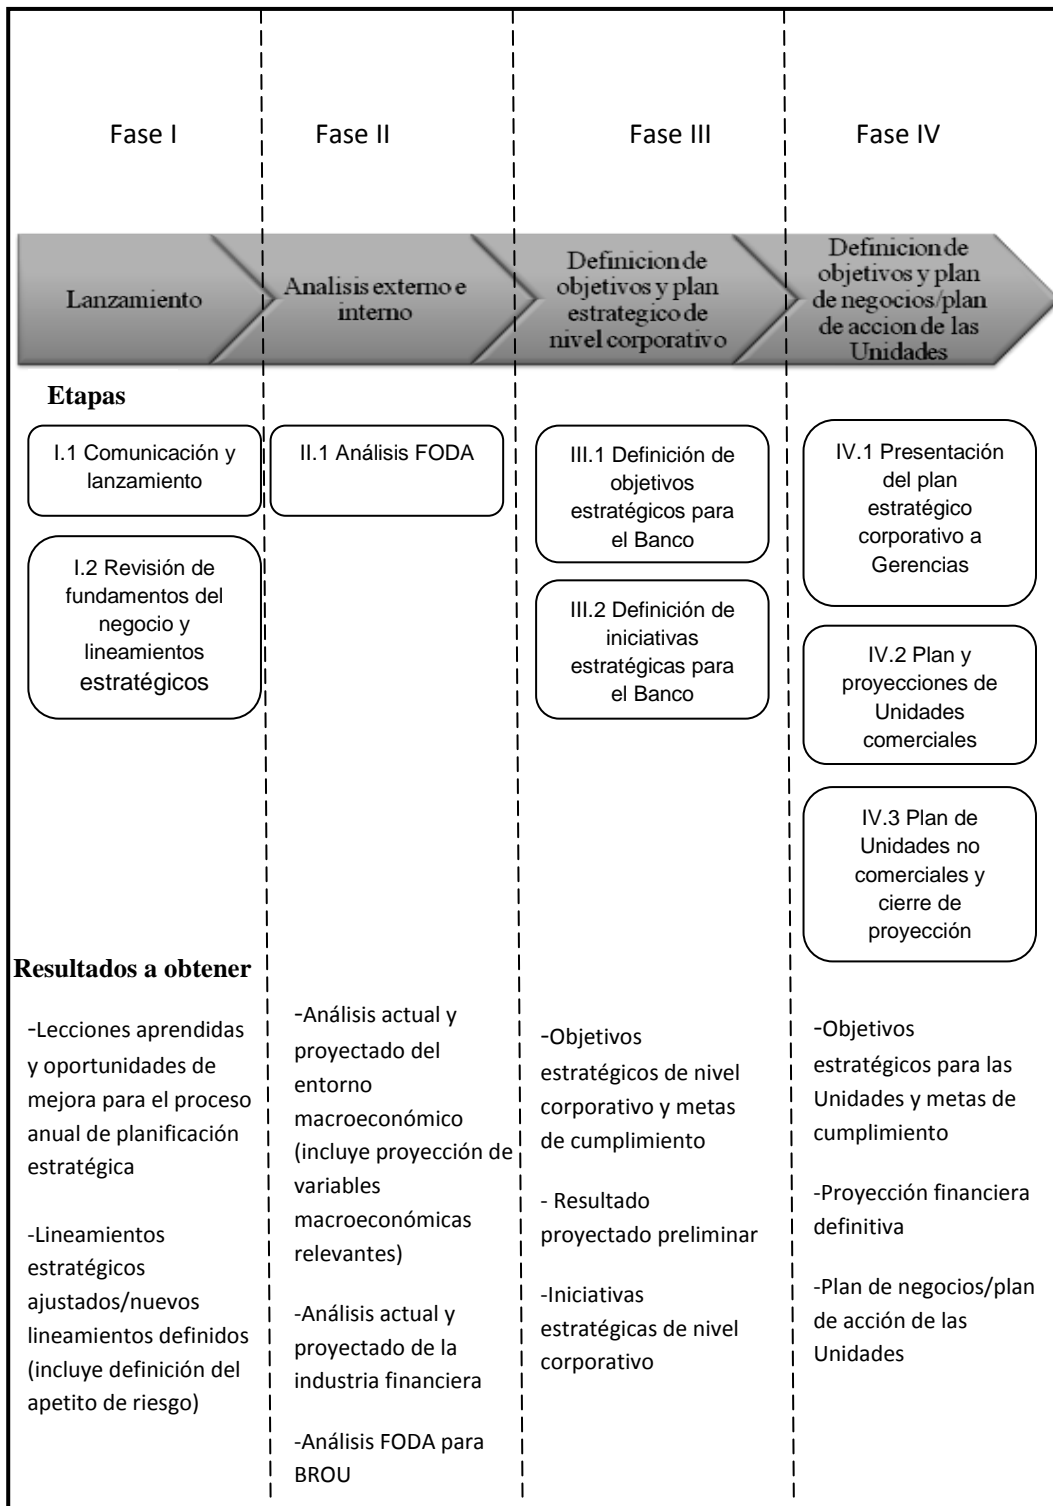 Fase I
Fase II
Fase III
Fase IV
Lanzamiento
Analisis externo e
interno
Definicion de
objetivos y plan
estrategico de
nivel corporativo
Definicion de
objetivos y plan
de negocios/plan
de accion de las
Unidades
Etapas
I.1 Comunicación y
lanzamiento
I.2 Revisión de
fundamentos del
negocio y
lineamientos
estratégicos
II.1 Análisis FODA
III.1 Definición de
objetivos
estratégicos para
el Banco
III.2 Definición de
iniciativas
estratégicas para
el Banco
IV.1 Presentación
del plan
estratégico
corporativo a
Gerencias
IV.2 Plan y
proyecciones de
Unidades
comerciales
IV.3 Plan de
Unidades no
comerciales y
cierre de
proyección
Resultados a obtener
-Lecciones aprendidas
y oportunidades de
mejora para el proceso
anual de planificación
estratégica
-Lineamientos
estratégicos
ajustados/nuevos
lineamientos definidos
(incluye definición del
apetito de riesgo)
-Análisis actual y
proyectado del
entorno
macroeconómico
(incluye proyección de
variables
macroeconómicas
relevantes)
-Análisis actual y
proyectado de la
industria financiera
-Análisis FODA para
BROU
-Objetivos
estratégicos de nivel
corporativo y metas
de cumplimiento
- Resultado
proyectado preliminar
-Iniciativas
estratégicas de nivel
corporativo
-Objetivos
estratégicos para las
Unidades y metas de
cumplimiento
-Proyección financiera
definitiva
-Plan de negocios/plan
de acción de las
Unidades